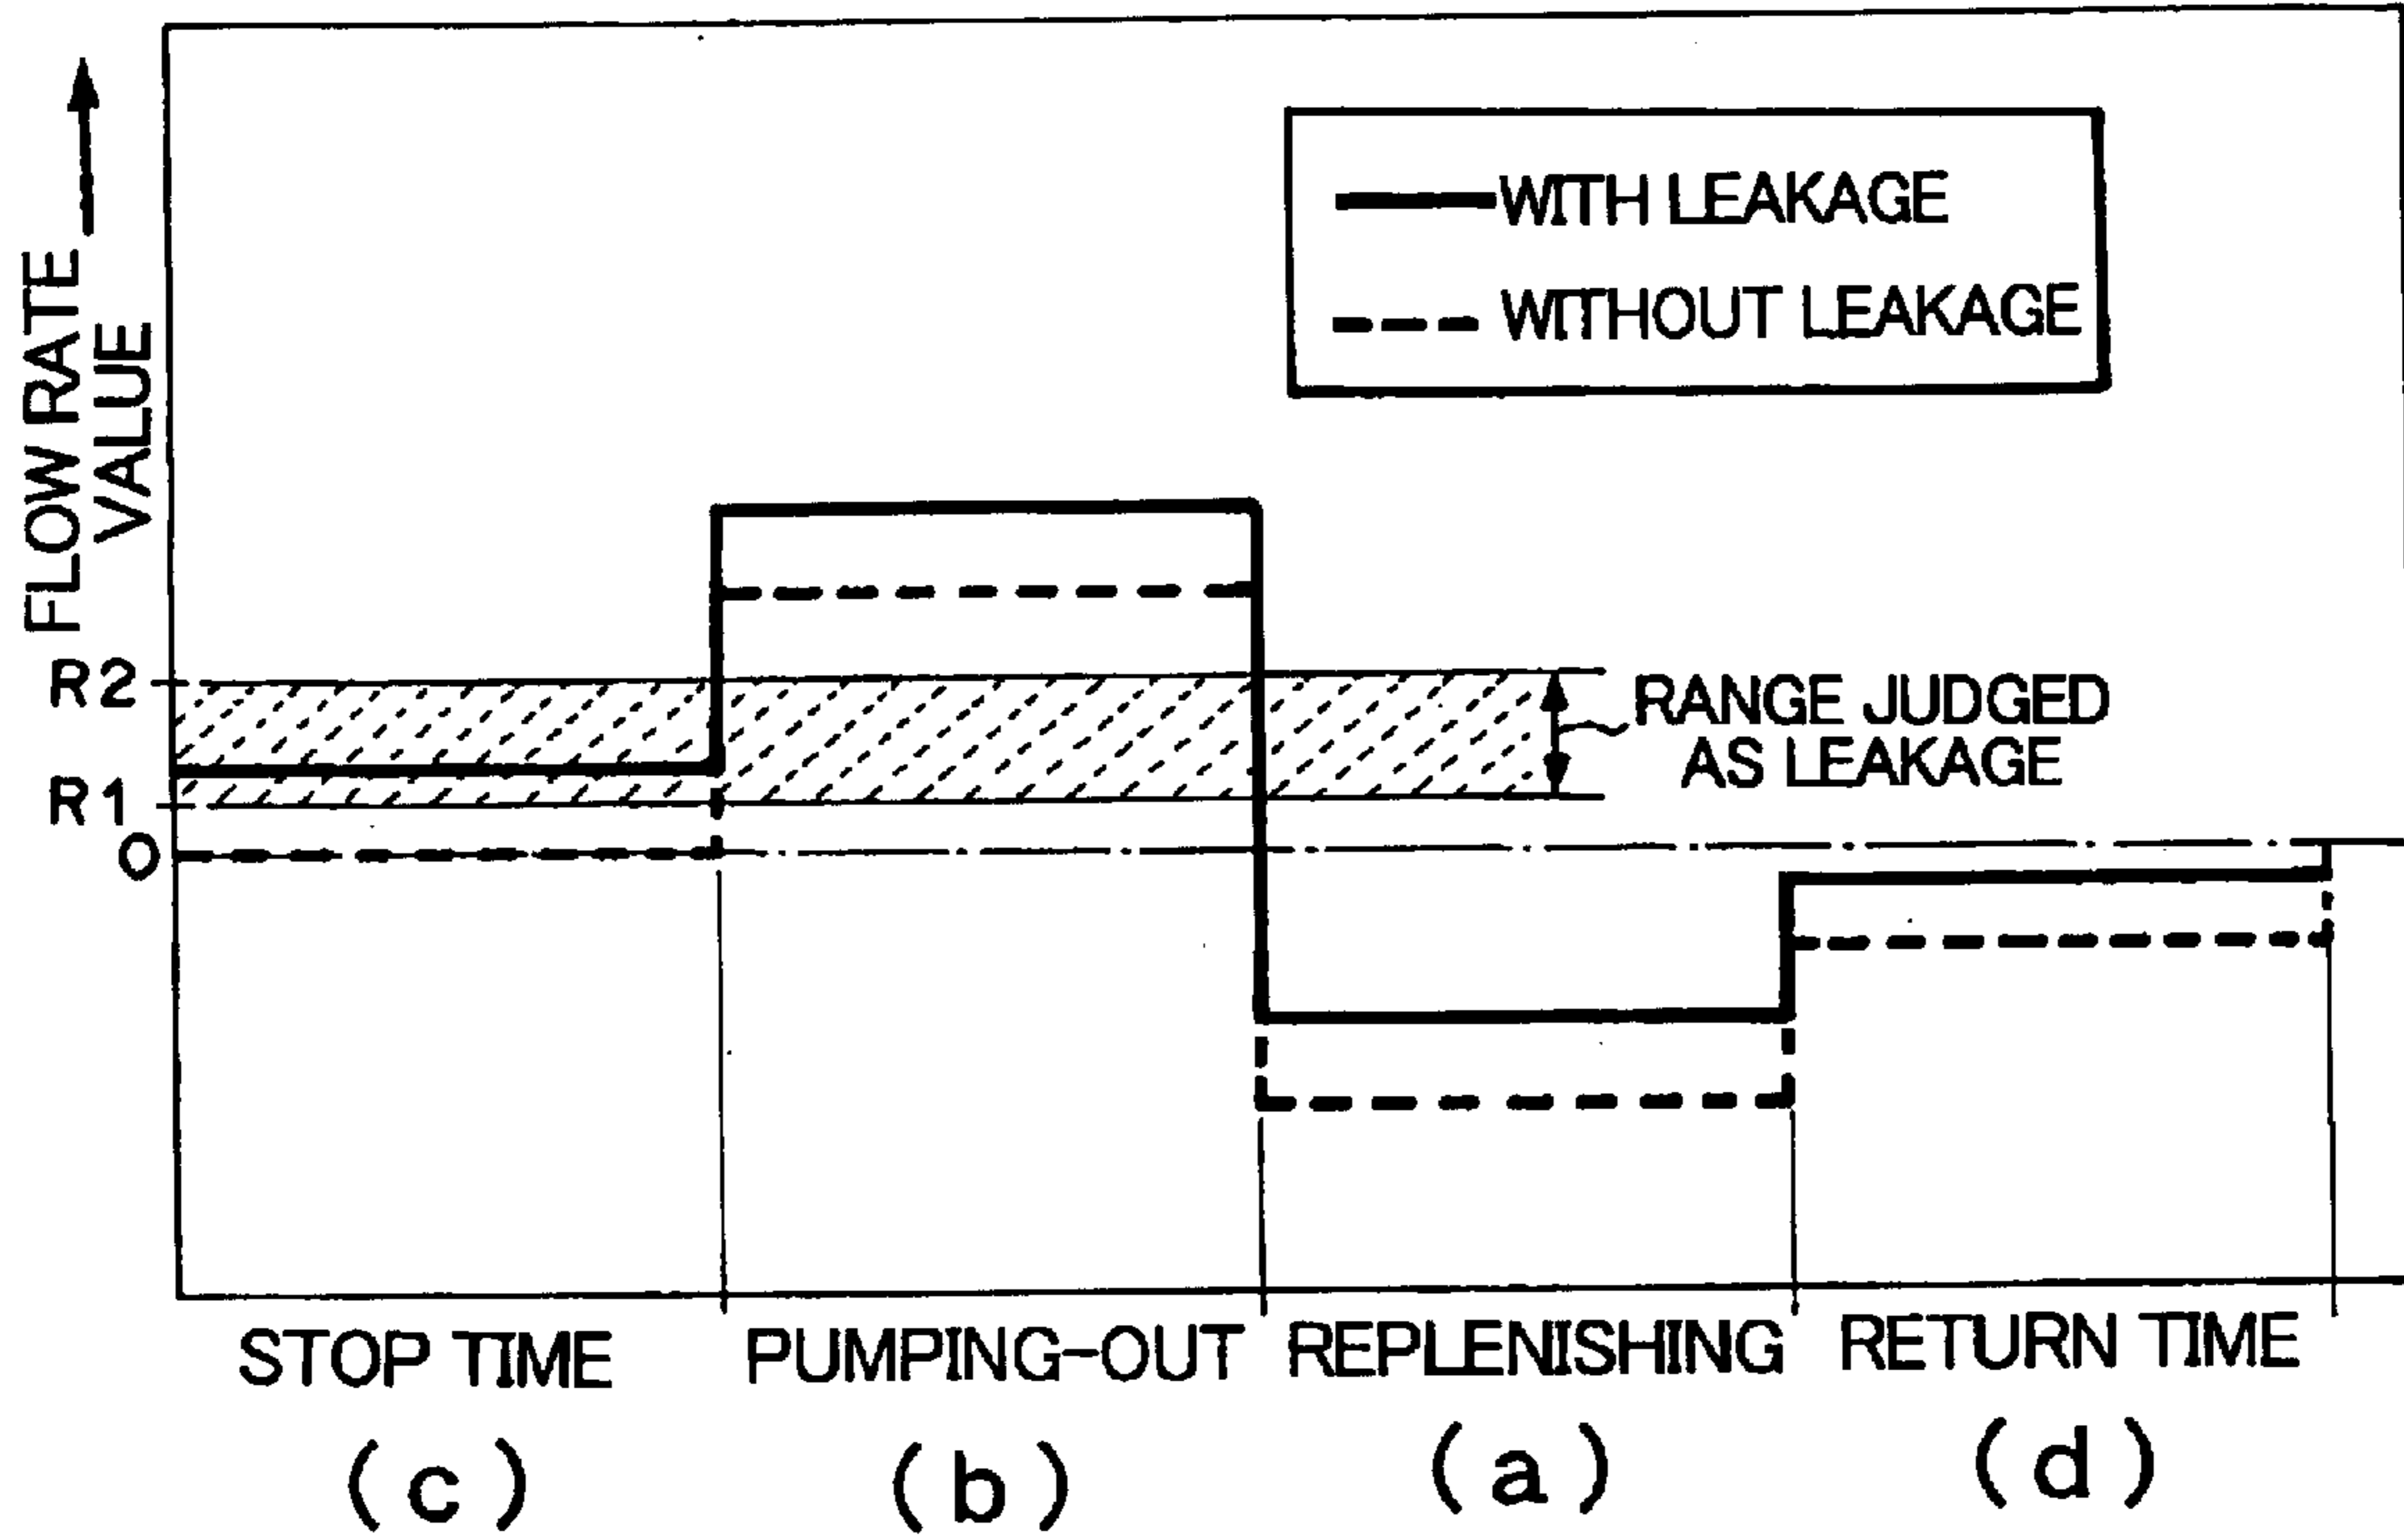 FLOW RATE
VALUE
WITH LEAKAGE
WITHOUT LEAKAGE
R2
R1
0
RANGE JUDGED
AS LEAKAGE
STOP TIME
PUMPING-OUT
REPLENISHING
RETURN TIME
(c)
(b)
(a)
(d)